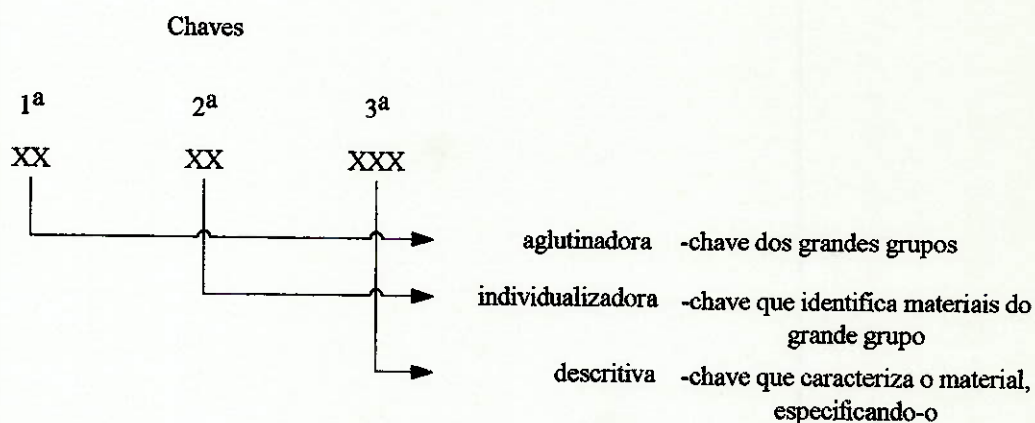 Chaves
1ª 2ª 3ª
XX XX XXX
aglutinadora -chave dos grandes grupos
individualizadora -chave que identifica materiais do
grande grupo
descritiva -chave que caracteriza o material,
especificando-o